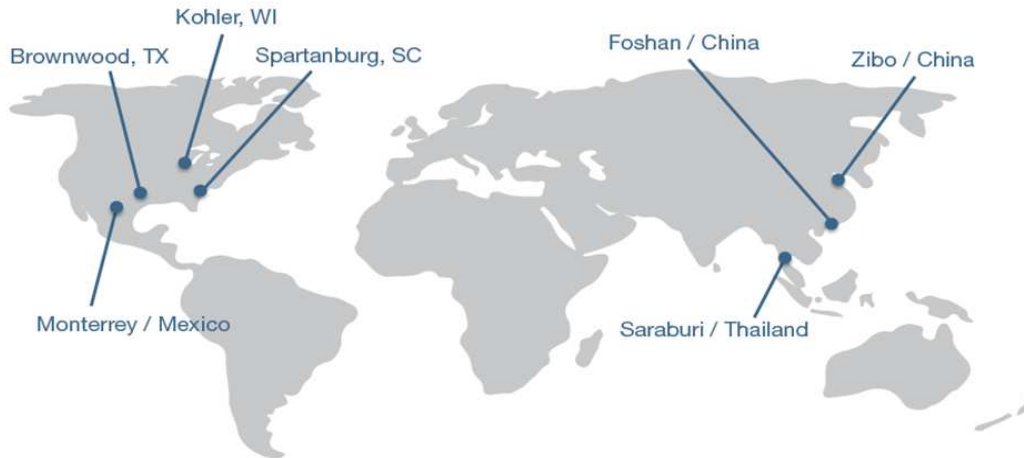 Kohler, WI
Brownwood, TX
Spartanburg, SC
Foshan / China
Zibo / China
Monterrey / Mexico
Saraburi / Thailand